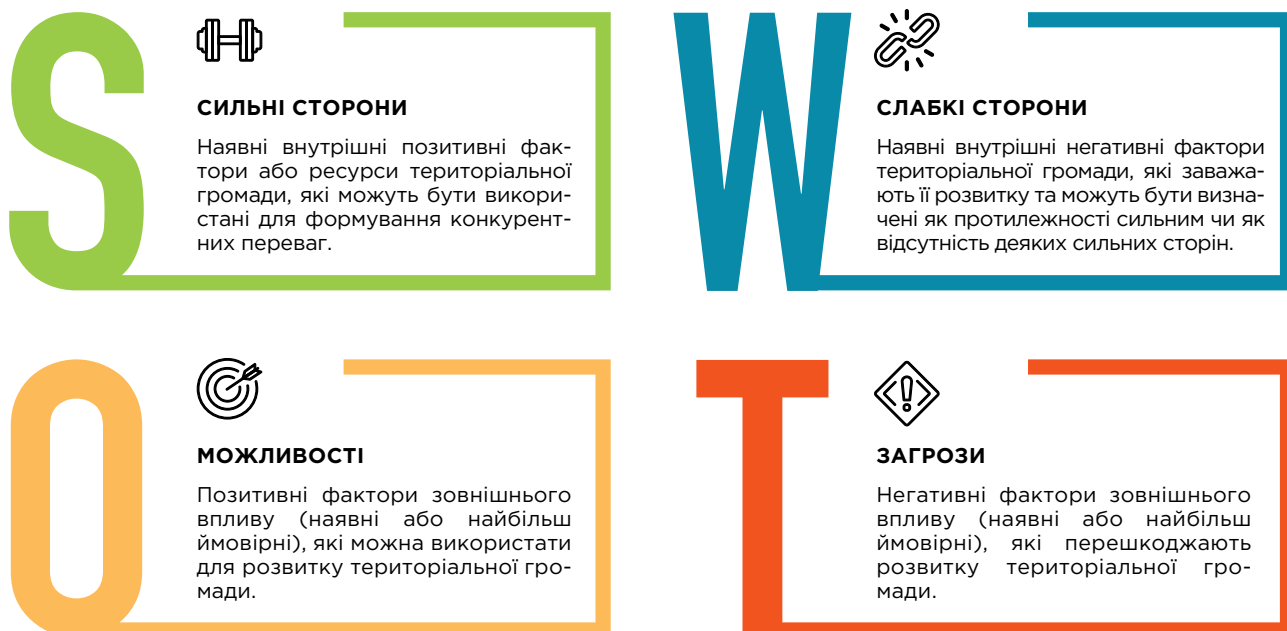 S
СИЛЬНІ СТОРОНИ
Наявні внутрішні позитивні фак-
тори або ресурси територіальної
громади, які можуть бути викори-
стані для формування конкурент-
них переваг.
W
СЛАБКІ СТОРОНИ
Наявні внутрішні негативні фактори
територіальної громади, які заважа-
ють її розвитку та можуть бути визна-
чені як протилежності сильним чи як
відсутність деяких сильних сторін.
O
МОЖЛИВОСТІ
Позитивні фактори зовнішнього
впливу (наявні або найбільш
ймовірні), які можна використати
для розвитку територіальної гро-
мади.
T
ЗАГРОЗИ
Негативні фактори зовнішнього
впливу (наявні або найбільш
ймовірні), які перешкоджають
розвитку територіальної гро-
мади.